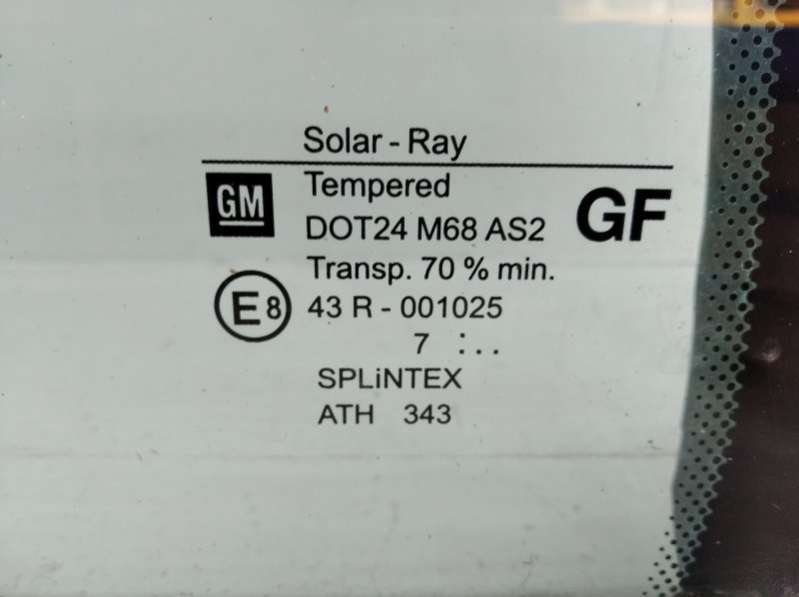 Solar - Ray
GM
Tempered
DOT24 M68 AS2
GF
Transp. 70 % min.
E8
43 R - 001025
7 :..
SPLiNTEX
ATH 343